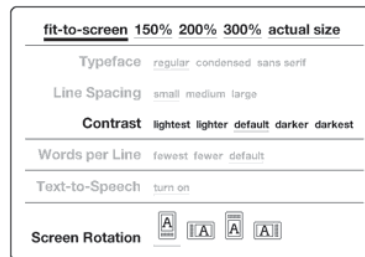 fit-to-screen 150% 200% 300% actual size
Typeface regular condensed sans serif
Line Spacing small medium large
Contrast lightest lighter default darker darkest
Words per Line fewest fewer default
Text-to-Speech turn on
Screen Rotation A A A A